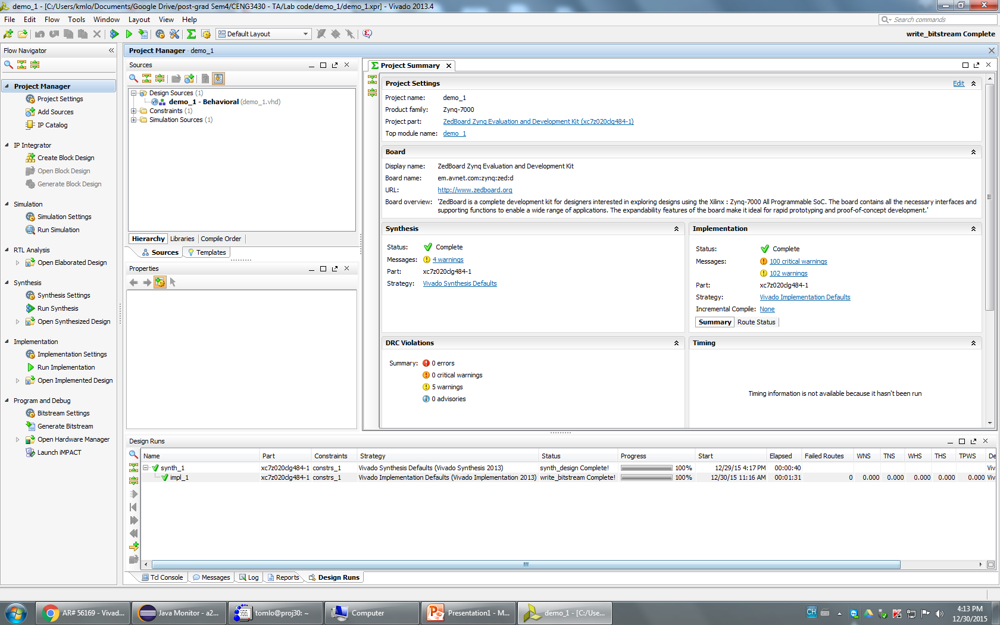 demo_1 - [C:/Users/kmlo/Documents/Google Drive/post-grad Sem4/CENG3430 - TA/Lab code/demo_1/demo_1.xpr] - Vivado 2013.4
File Edit Flow Tools Window Layout View Help
Search commands
Default Layout
write_bitstream Complete
Flow Navigator
Project Manager
Project Settings
Add Sources
IP Catalog
IP Integrator
Create Block Design
Open Block Design
Generate Block Design
Simulation
Simulation Settings
Run Simulation
RTL Analysis
Open Elaborated Design
Synthesis
Synthesis Settings
Run Synthesis
Open Synthesized Design
Implementation
Implementation Settings
Run Implementation
Open Implemented Design
Program and Debug
Bitstream Settings
Generate Bitstream
Open Hardware Manager
Launch iMPACT
Project Manager - demo_1
Sources
Design Sources (1)
demo_1 - Behavioral (demo_1.vhd)
Constraints (1)
Simulation Sources (1)
Hierarchy Libraries Compile Order
Sources Templates
Properties
Project Summary
Project Settings
Edit
Project name: demo_1
Product family: Zynq-7000
Project part: ZedBoard Zynq Evaluation and Development Kit (xc7z020clg484-1)
Top module name: demo_1
Board
Display name: ZedBoard Zynq Evaluation and Development Kit
Board name: em.avnet.com:zynq:zed:d
URL: http://www.zedboard.org
Board overview: 'ZedBoard is a complete development kit for designers interested in exploring designs using the Xilinx : Zynq-7000 All Programmable SoC. The board contains all the necessary interfaces and
supporting functions to enable a wide range of applications. The expandability features of the board make it ideal for rapid prototyping and proof-of-concept development.'
Synthesis
Status: Complete
Messages: 4 warnings
Part: xc7z020clg484-1
Strategy: Vivado Synthesis Defaults
Implementation
Status: Complete
Messages: 100 critical warnings
102 warnings
Part: xc7z020clg484-1
Strategy: Vivado Implementation Defaults
Incremental Compile: None
Summary Route Status
DRC Violations
Summary: 0 errors
0 critical warnings
5 warnings
0 advisories
Timing
Timing information is not available because it hasn't been run
Design Runs
Name Part Constraints Strategy Status Progress Start Elapsed Failed Routes WNS TNS WHS THS TPWS De
synth_1 xc7z020clg484-1 constrs_1 Vivado Synthesis Defaults (Vivado Synthesis 2013) synth_design Complete! 100% 12/29/15 4:17 PM 00:00:40 Viv
impl_1 xc7z020clg484-1 constrs_1 Vivado Implementation Defaults (Vivado Implementation 2013) write_bitstream Complete! 100% 12/30/15 11:16 AM 00:01:31 0 0.000 0.000 0.000 0.000 0.000 Viv
Tcl Console Messages Log Reports Design Runs
AR# 56169 - Vivad...
Java Monitor - a2...
tomlo@proj30: ~
Computer
Presentation1 - M...
demo_1 - [C:/Use...
CH
4:13 PM
12/30/2015